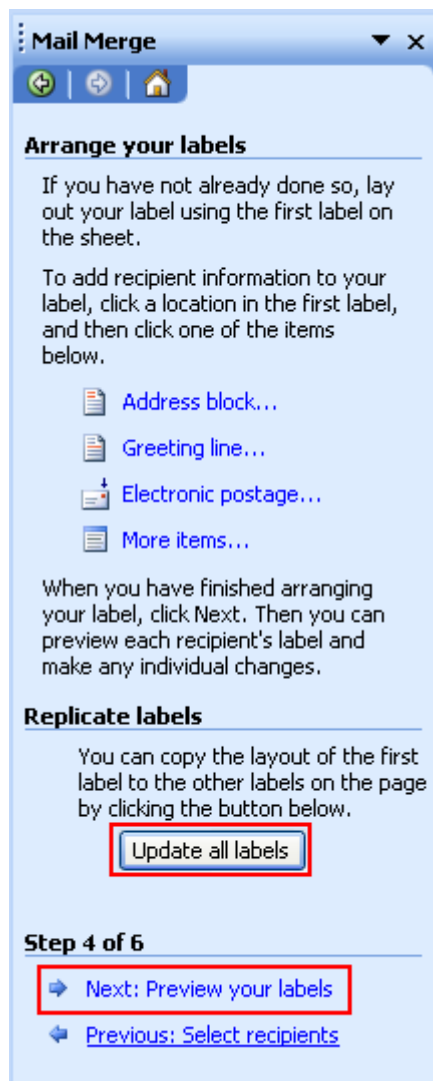 Mail Merge
Arrange your labels
If you have not already done so, lay
out your label using the first label on
the sheet.
To add recipient information to your
label, click a location in the first label,
and then click one of the items
below.
Address block...
Greeting line...
Electronic postage...
More items...
When you have finished arranging
your label, click Next. Then you can
preview each recipient's label and
make any individual changes.
Replicate labels
You can copy the layout of the first
label to the other labels on the page
by clicking the button below.
Update all labels
Step 4 of 6
Next: Preview your labels
Previous: Select recipients